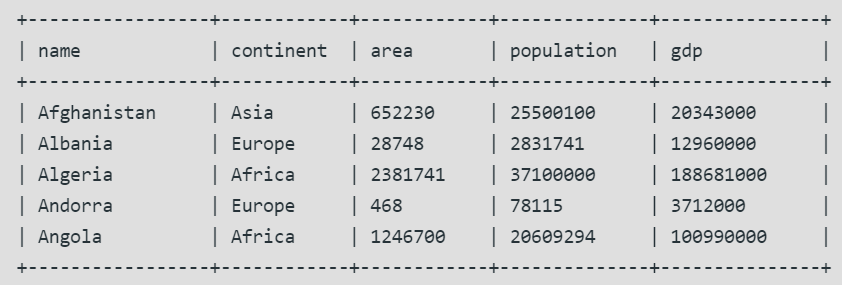 +-----------------+------------+------------+--------------+---------------+
| name            | continent  | area       | population   | gdp           |
+-----------------+------------+------------+--------------+---------------+
| Afghanistan     | Asia       | 652230     | 25500100     | 20343000      |
| Albania         | Europe     | 28748      | 2831741      | 12960000      |
| Algeria         | Africa     | 2381741    | 37100000     | 188681000     |
| Andorra         | Europe     | 468        | 78115        | 3712000       |
| Angola          | Africa     | 1246700    | 20609294     | 100990000     |
+-----------------+------------+------------+--------------+---------------+